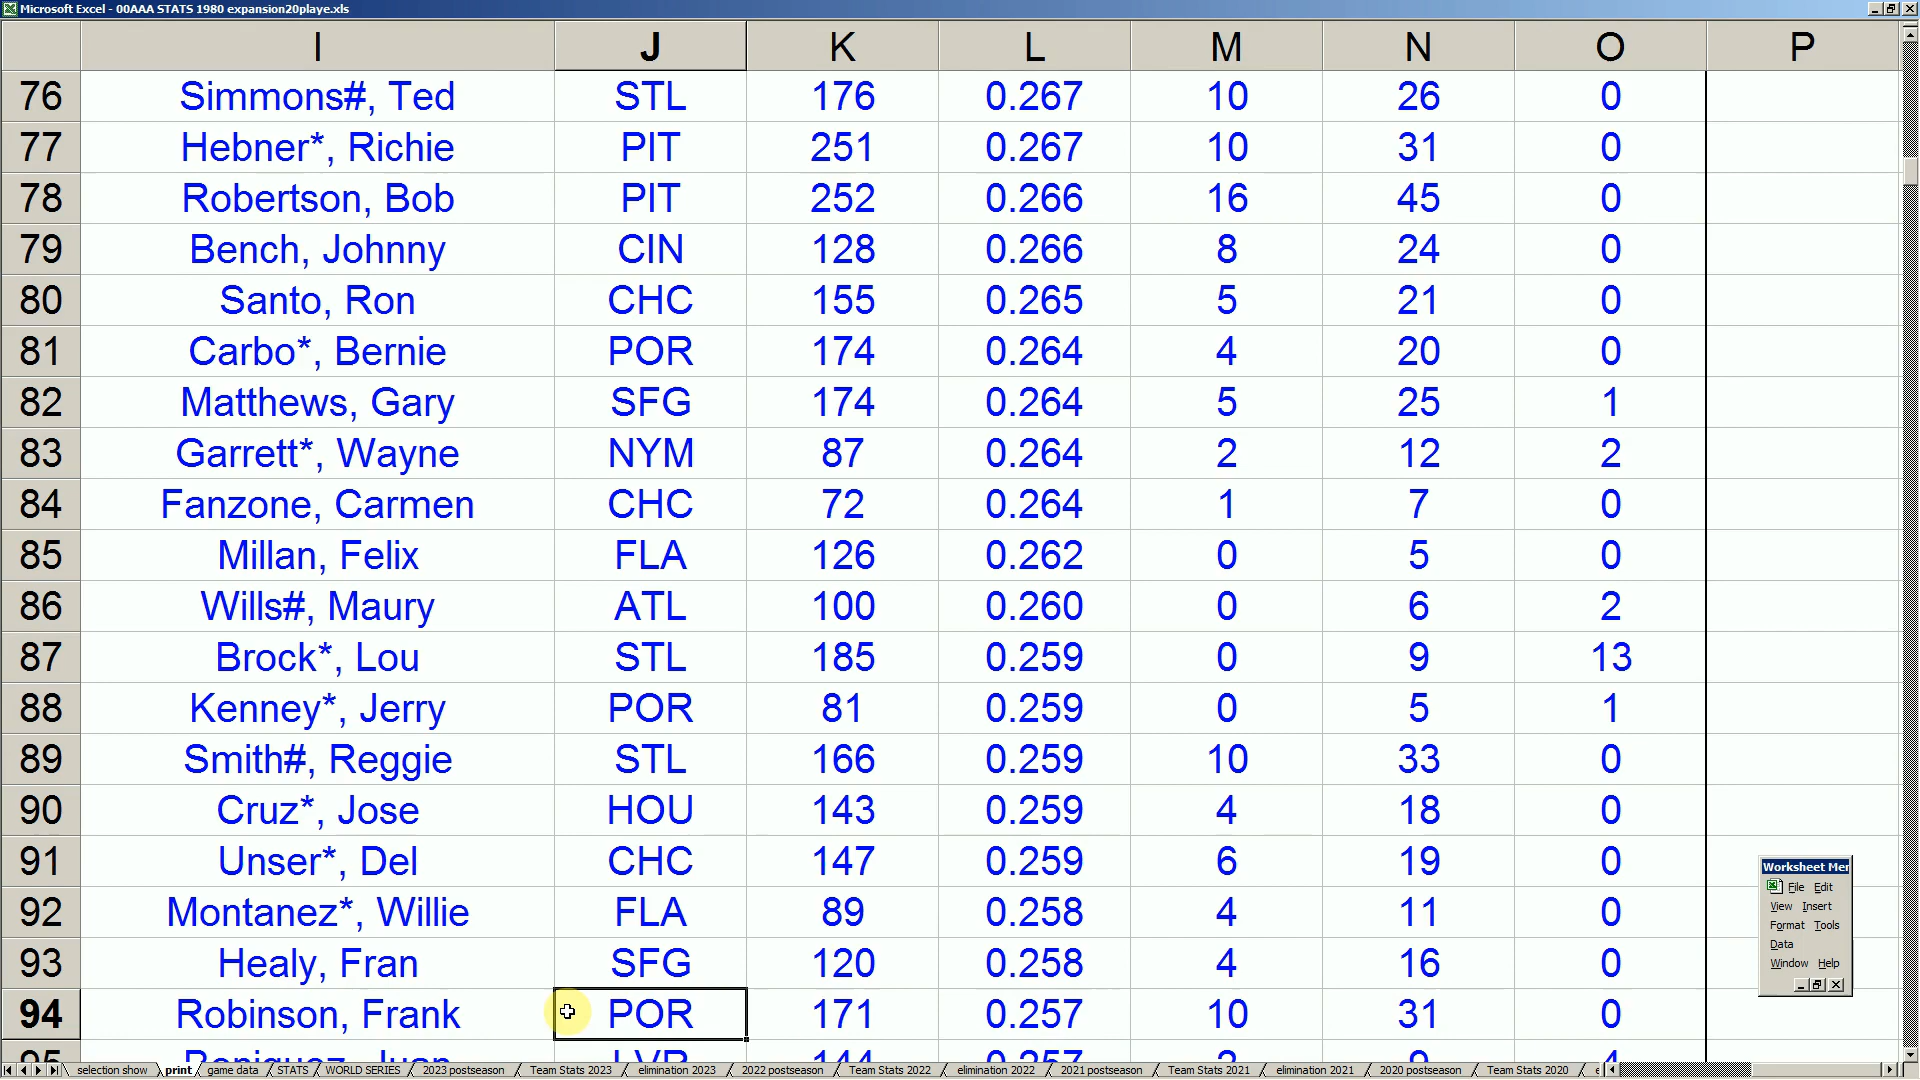 Microsoft Excel - 00AAA STATS 1980 expansion20playe.xls
I J K L M N O P
76 Simmons#, Ted STL 176 0.267 10 26 0
77 Hebner*, Richie PIT 251 0.267 10 31 0
78 Robertson, Bob PIT 252 0.266 16 45 0
79 Bench, Johnny CIN 128 0.266 8 24 0
80 Santo, Ron CHC 155 0.265 5 21 0
81 Carbo*, Bernie POR 174 0.264 4 20 0
82 Matthews, Gary SFG 174 0.264 5 25 1
83 Garrett*, Wayne NYM 87 0.264 2 12 2
84 Fanzone, Carmen CHC 72 0.264 1 7 0
85 Millan, Felix FLA 126 0.262 0 5 0
86 Wills#, Maury ATL 100 0.260 0 6 2
87 Brock*, Lou STL 185 0.259 0 9 13
88 Kenney*, Jerry POR 81 0.259 0 5 1
89 Smith#, Reggie STL 166 0.259 10 33 0
90 Cruz*, Jose HOU 143 0.259 4 18 0
91 Unser*, Del CHC 147 0.259 6 19 0
92 Montanez*, Willie FLA 89 0.258 4 11 0
93 Healy, Fran SFG 120 0.258 4 16 0
94 Robinson, Frank POR 171 0.257 10 31 0
95 Beniquez, Juan LVR 144 0.257 2 9 4
Worksheet Mer
File Edit
View Insert
Format Tools
Data
Window Help
selection show print game data STATS WORLD SERIES 2023 postseason Team Stats 2023 elimination 2023 2022 postseason Team Stats 2022 elimination 2022 2021 postseason Team Stats 2021 elimination 2021 2020 postseason Team Stats 2020